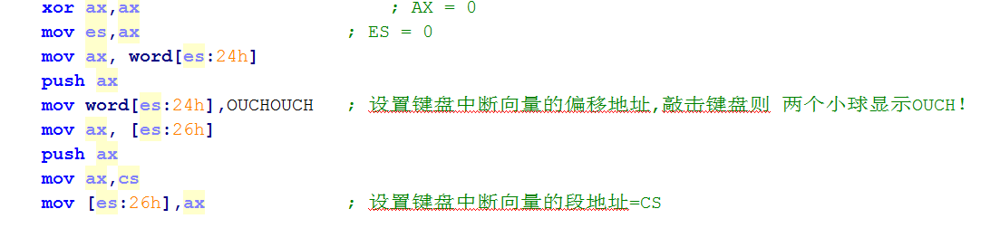 xor ax,ax ; AX = 0
mov es,ax ; ES = 0
mov ax, word[es:24h]
push ax
mov word[es:24h],OUCHOUCH ; 设置键盘中断向量的偏移地址,敲击键盘则 两个小球显示OUCH!
mov ax, [es:26h]
push ax
mov ax,cs
mov [es:26h],ax ; 设置键盘中断向量的段地址=CS